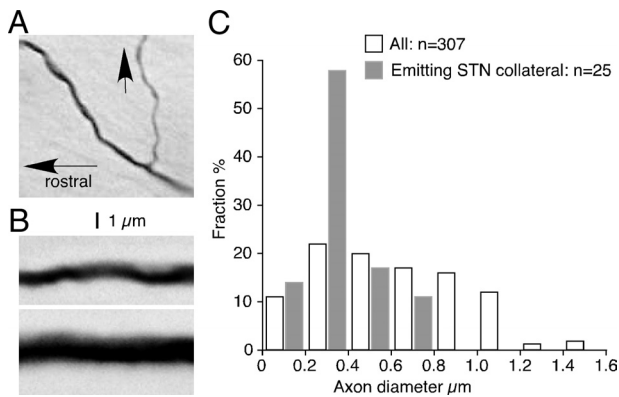 A
rostral
B
1 µm
C
All: n=307
Emitting STN collateral: n=25
Fraction %
60
50
40
30
20
10
0
0
0.2
0.4
0.6
0.8
1.0
1.2
1.4
1.6
Axon diameter µm